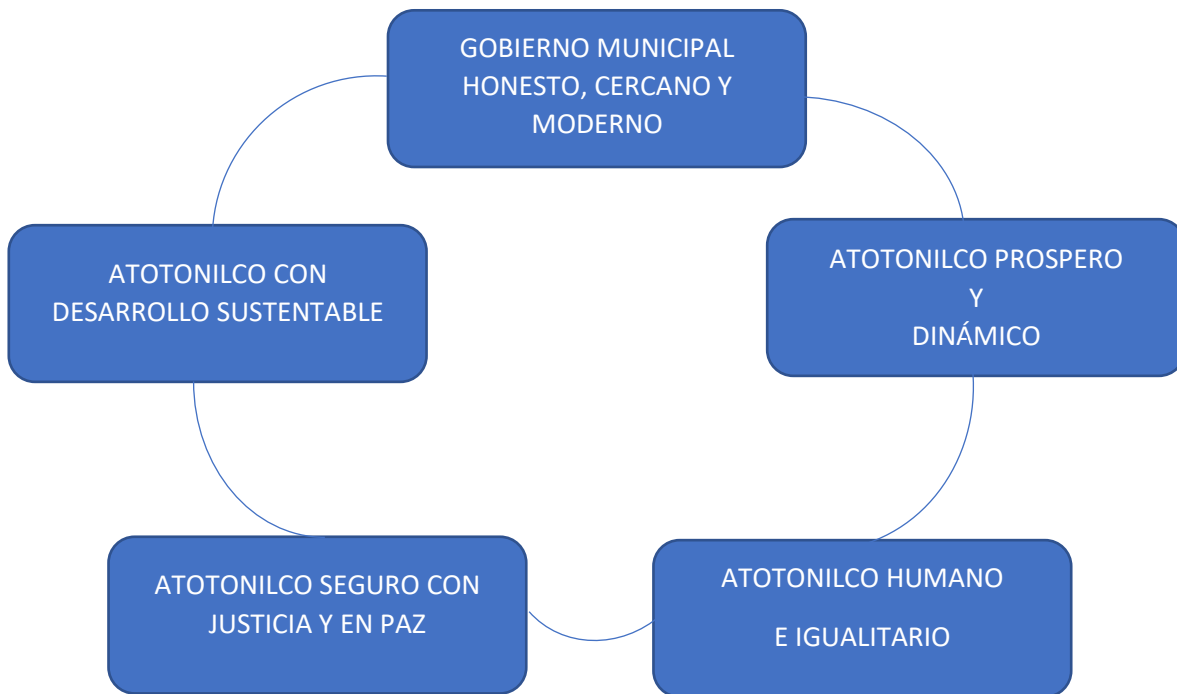 GOBIERNO MUNICIPAL
HONESTO, CERCANO Y
MODERNO
ATOTONILCO CON
DESARROLLO SUSTENTABLE
ATOTONILCO PROSPERO
Y
DINÁMICO
ATOTONILCO SEGURO CON
JUSTICIA Y EN PAZ
ATOTONILCO HUMANO
E IGUALITARIO